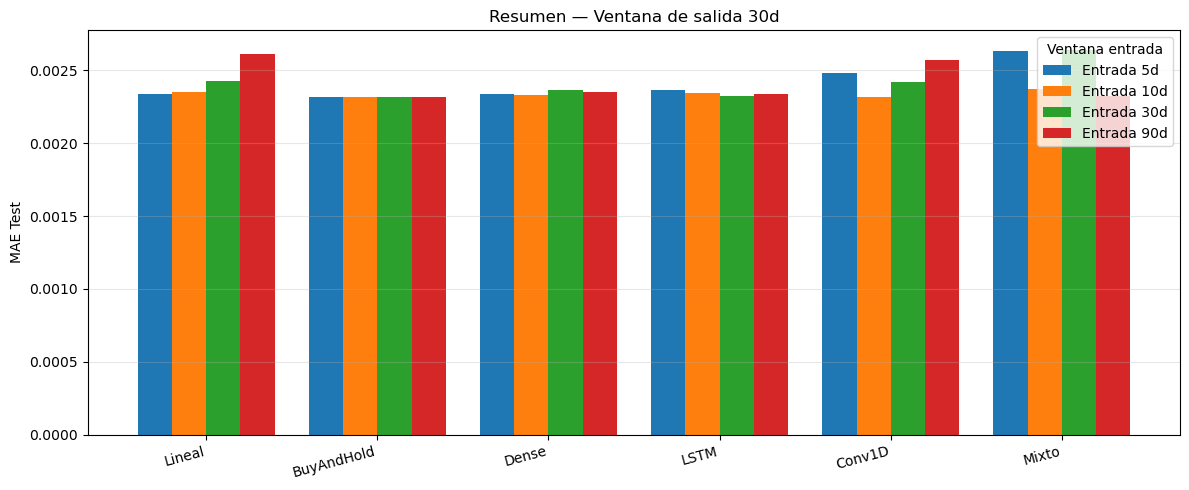 Resumen — Ventana de salida 30d
MAE Test
0.0025
0.0020
0.0015
0.0010
0.0005
0.0000
Ventana entrada
Entrada 5d
Entrada 10d
Entrada 30d
Entrada 90d
Lineal
BuyAndHold
Dense
LSTM
Conv1D
Mixto